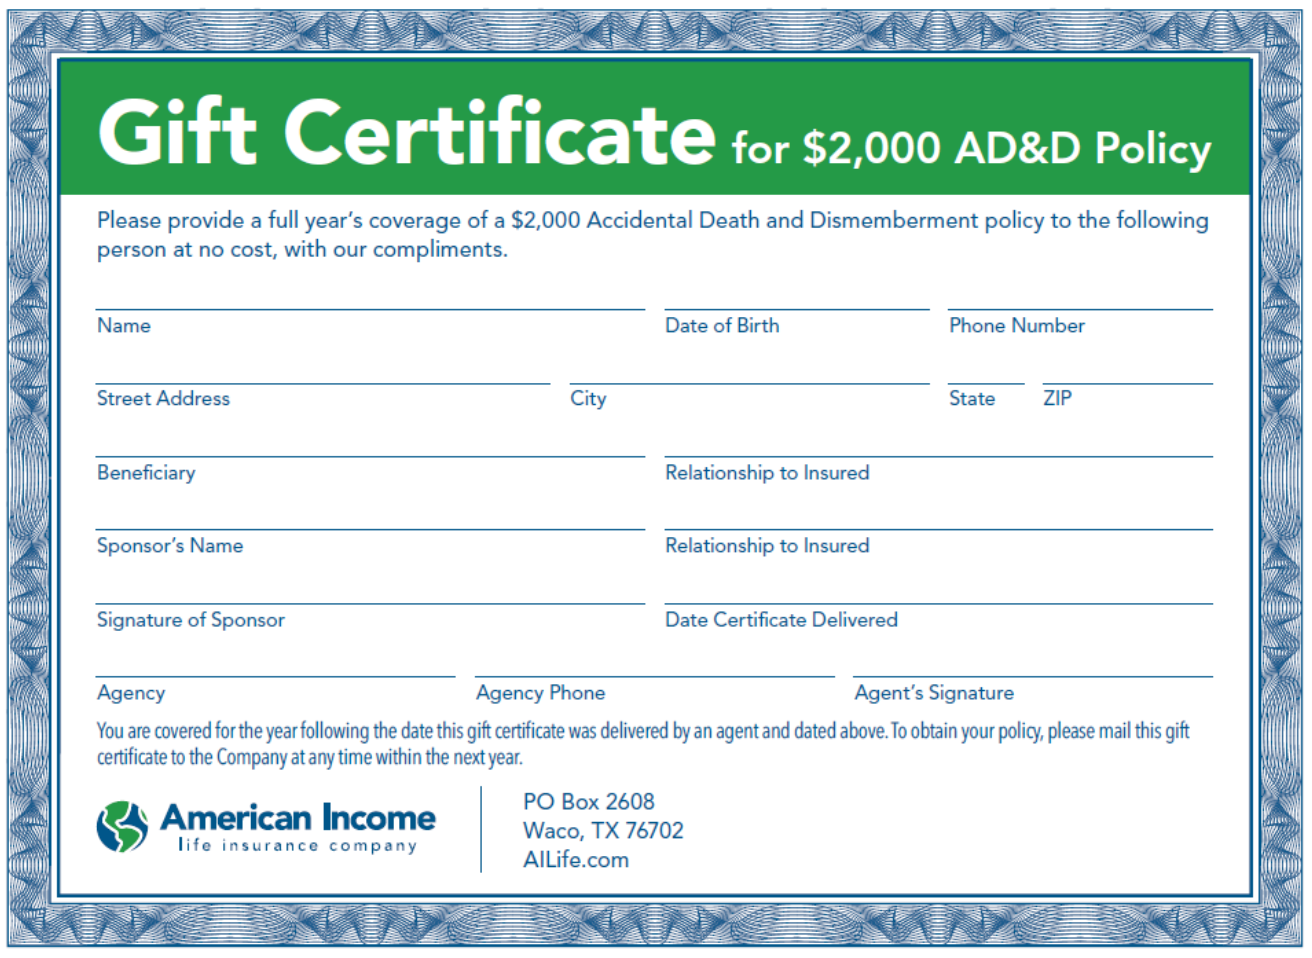 Gift Certificate for $2,000 AD&D Policy
Please provide a full year's coverage of a $2,000 Accidental Death and Dismemberment policy to the following
person at no cost, with our compliments.
Name Date of Birth Phone Number
Street Address City State ZIP
Beneficiary Relationship to Insured
Sponsor's Name Relationship to Insured
Signature of Sponsor Date Certificate Delivered
Agency Agency Phone Agent's Signature
You are covered for the year following the date this gift certificate was delivered by an agent and dated above. To obtain your policy, please mail this gift
certificate to the Company at any time within the next year.
American Income
life insurance company
PO Box 2608
Waco, TX 76702
AILife.com